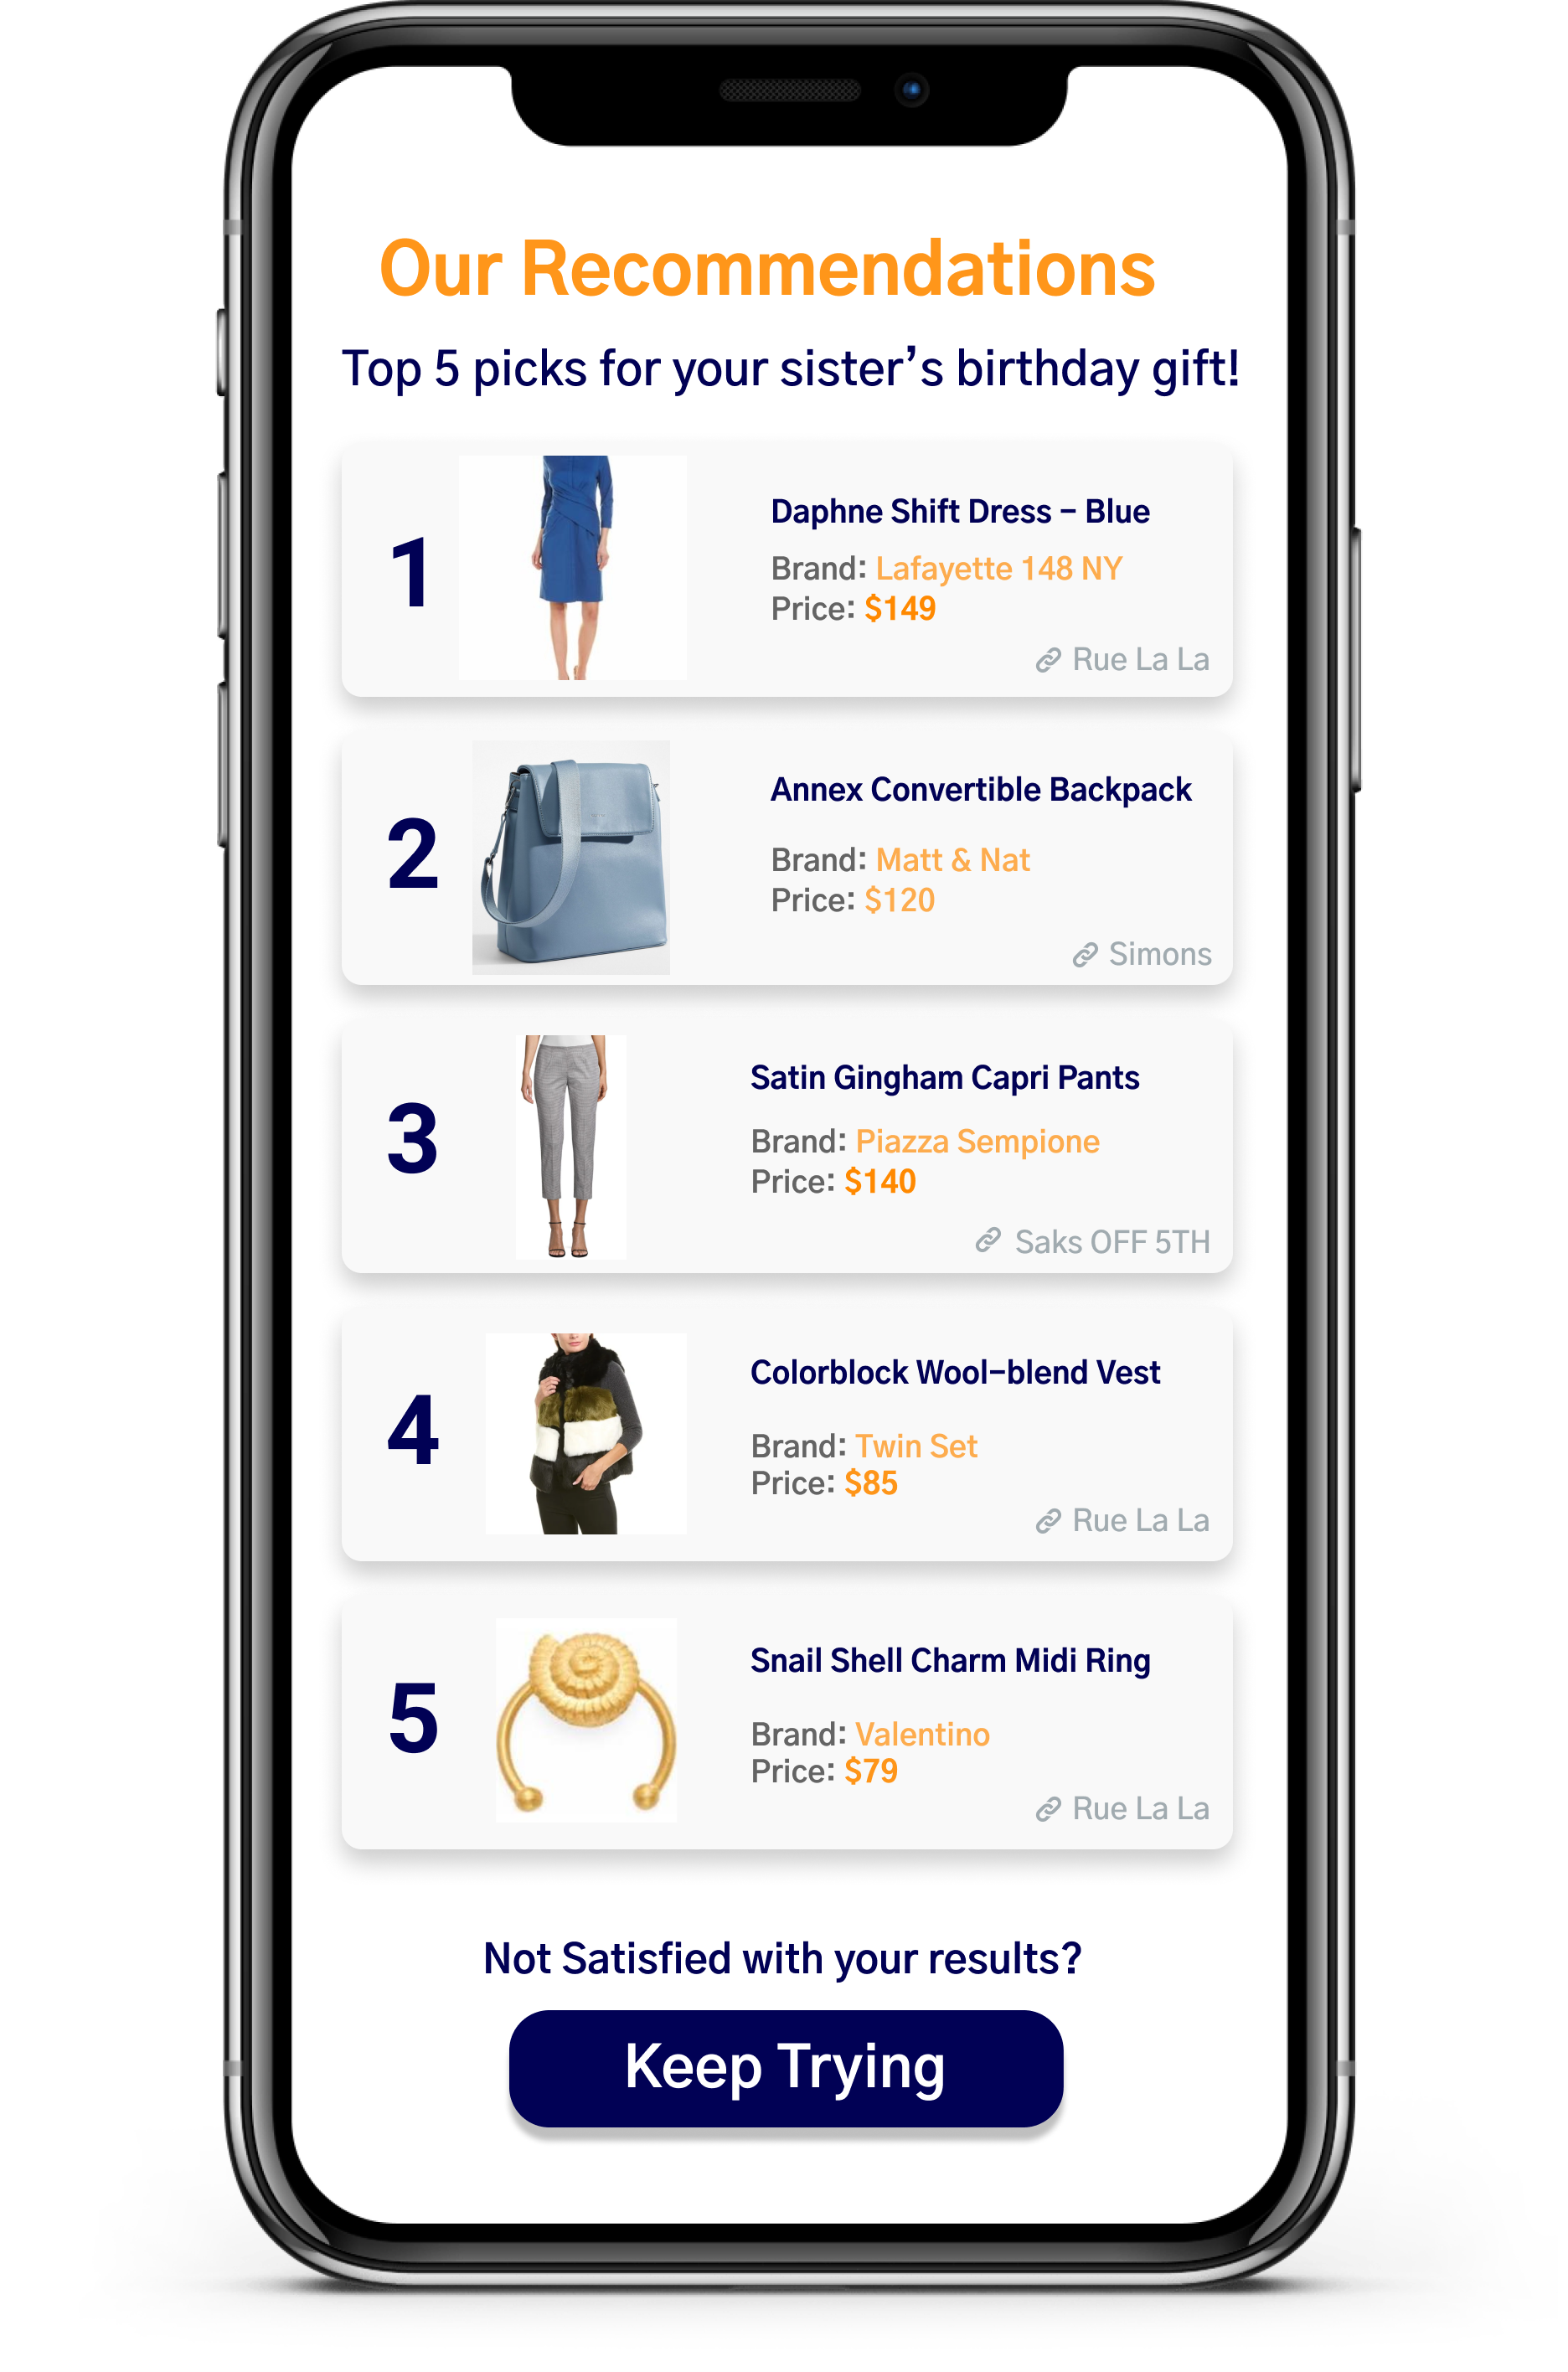 Our Recommendations
Top 5 picks for your sister’s birthday gift!
1
Daphne Shift Dress - Blue
Brand: Lafayette 148 NY
Price: $149
Rue La La
2
Annex Convertible Backpack
Brand: Matt & Nat
Price: $120
Simons
3
Satin Gingham Capri Pants
Brand: Piazza Sempione
Price: $140
Saks OFF 5TH
4
Colorblock Wool-blend Vest
Brand: Twin Set
Price: $85
Rue La La
5
Snail Shell Charm Midi Ring
Brand: Valentino
Price: $79
Rue La La
Not Satisfied with your results?
Keep Trying